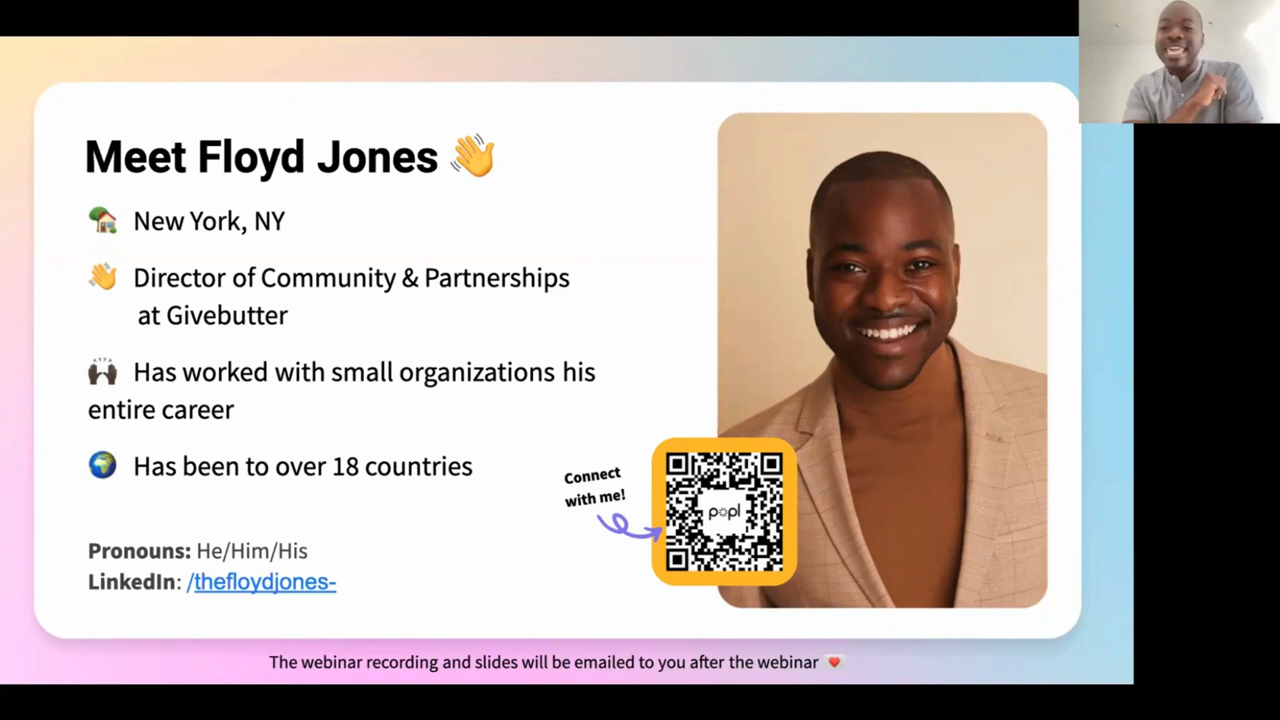 Meet Floyd Jones 👋
New York, NY
Director of Community & Partnerships
at Givebutter
Has worked with small organizations his
entire career
Has been to over 18 countries
Connect
with me!
popl
Pronouns: He/Him/His
LinkedIn: /thefloydjones-
The webinar recording and slides will be emailed to you after the webinar